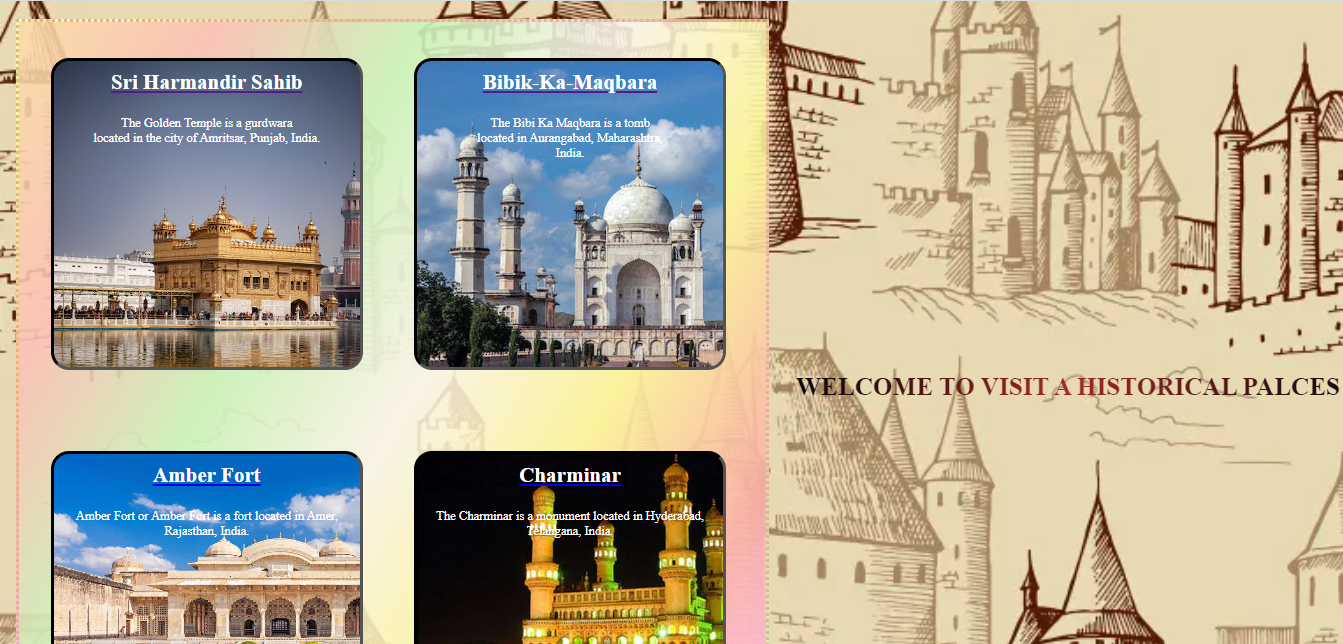 Sri Harmandir Sahib
The Golden Temple is a gurdwara
located in the city of Amritsar, Punjab, India.
Bibik-Ka-Maqbara
The Bibi Ka Maqbara is a tomb
located in Aurangabad, Maharashtra,
India.
WELCOME TO VISIT A HISTORICAL PALCES
Amber Fort
Amber Fort or Amber Fort is a fort located in Amer,
Rajasthan, India.
Charminar
The Charminar is a monument located in Hyderabad,
Telangana, India.